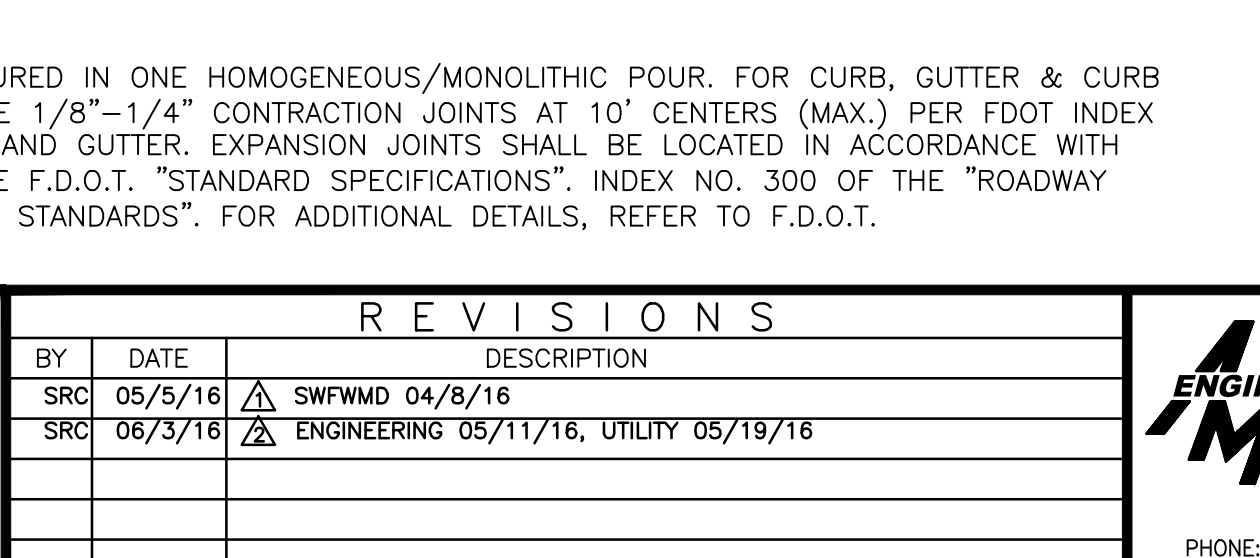 IN ONE HOMOGENEOUS/MONOLITHIC POUR. FOR CURB, GUTTER & CURB
1/8"-1/4" CONTRACTION JOINTS AT 10' CENTERS (MAX.) PER FDOT INDEX
AND GUTTER. EXPANSION JOINTS SHALL BE LOCATED IN ACCORDANCE WITH
F.D.O.T. "STANDARD SPECIFICATIONS". INDEX NO. 300 OF THE "ROADWAY
STANDARDS". FOR ADDITIONAL DETAILS, REFER TO F.D.O.T.
REVISIONS
BY DATE DESCRIPTION
SRC 05/5/16 1 SWFWMD 04/8/16
SRC 06/3/16 2 ENGINEERING 05/11/16, UTILITY 05/19/16
PHONE: